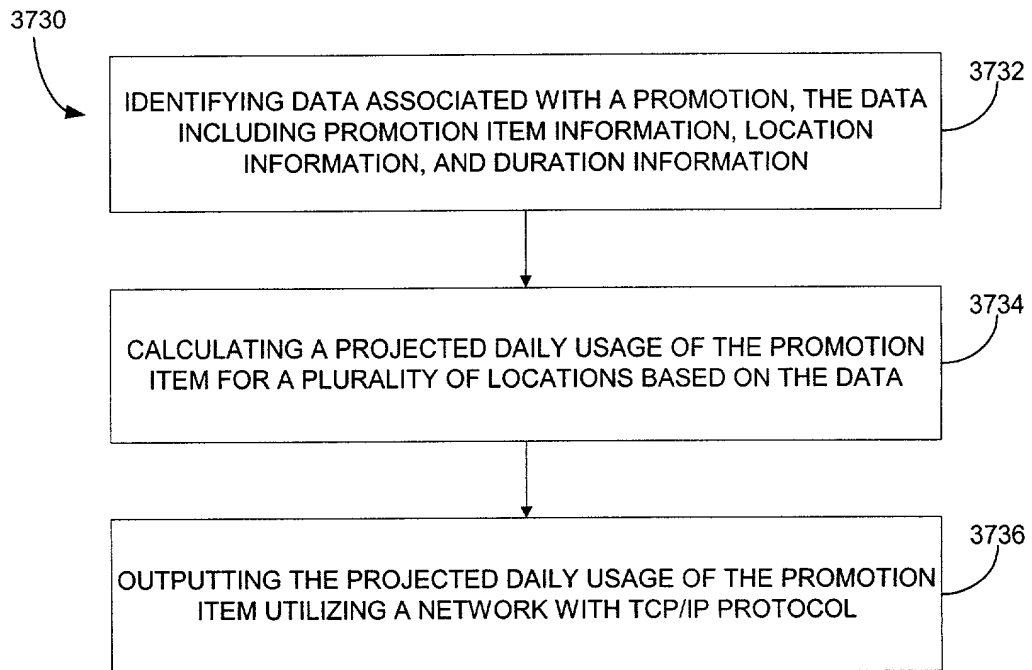 3730
3732
IDENTIFYING DATA ASSOCIATED WITH A PROMOTION, THE DATA
INCLUDING PROMOTION ITEM INFORMATION, LOCATION
INFORMATION, AND DURATION INFORMATION
3734
CALCULATING A PROJECTED DAILY USAGE OF THE PROMOTION
ITEM FOR A PLURALITY OF LOCATIONS BASED ON THE DATA
3736
OUTPUTTING THE PROJECTED DAILY USAGE OF THE PROMOTION
ITEM UTILIZING A NETWORK WITH TCP/IP PROTOCOL